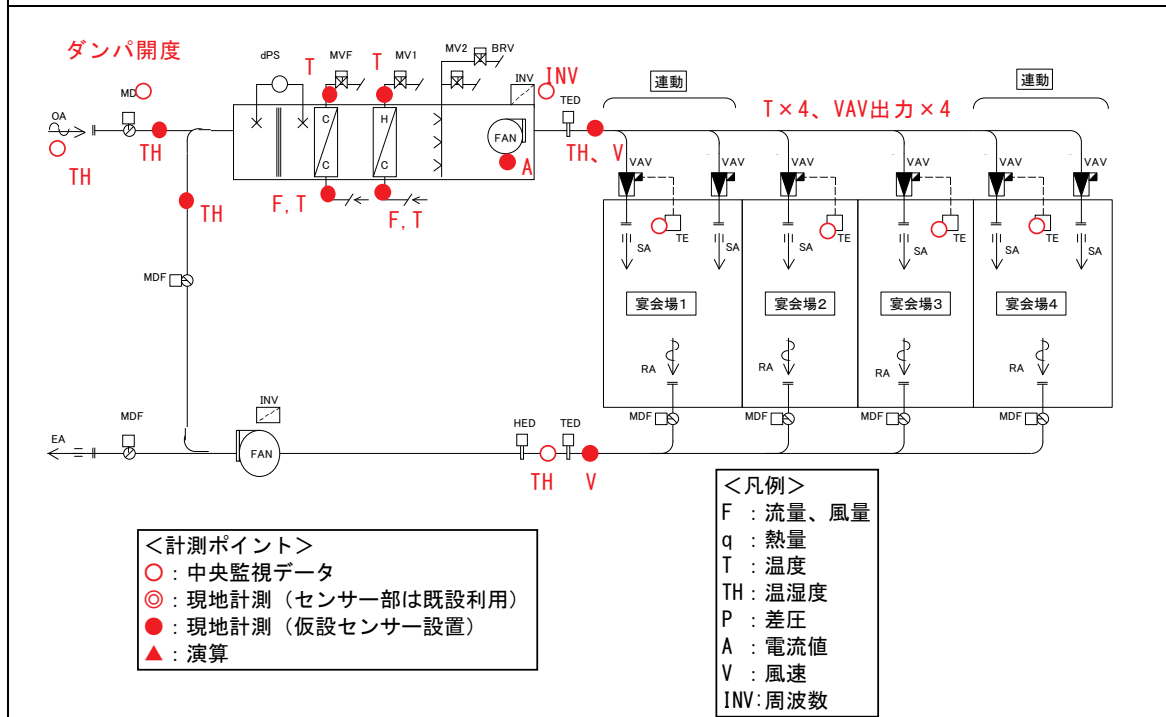 ダンパ開度
dPS
T
MVF
T
MV1
MV2
BRV
INV
INV
連動
T×4、VAV出力×4
連動
MD
TED
OA
C
H
FAN
TH
TH
C
C
A
TH、V
VAV
VAV
VAV
VAV
VAV
VAV
F,T
F,T
TH
TE
TE
TE
TE
SA
SA
SA
SA
MDF
宴会場1
宴会場2
宴会場3
宴会場4
RA
RA
RA
RA
INV
MDF
HED
TED
MDF
MDF
MDF
MDF
EA
FAN
TH
V
<計測ポイント>
○:中央監視データ
◎:現地計測(センサー部は既設利用)
●:現地計測(仮設センサー設置)
▲:演算
<凡例>
F :流量、風量
q :熱量
T :温度
TH:温湿度
P :差圧
A :電流値
V :風速
INV:周波数